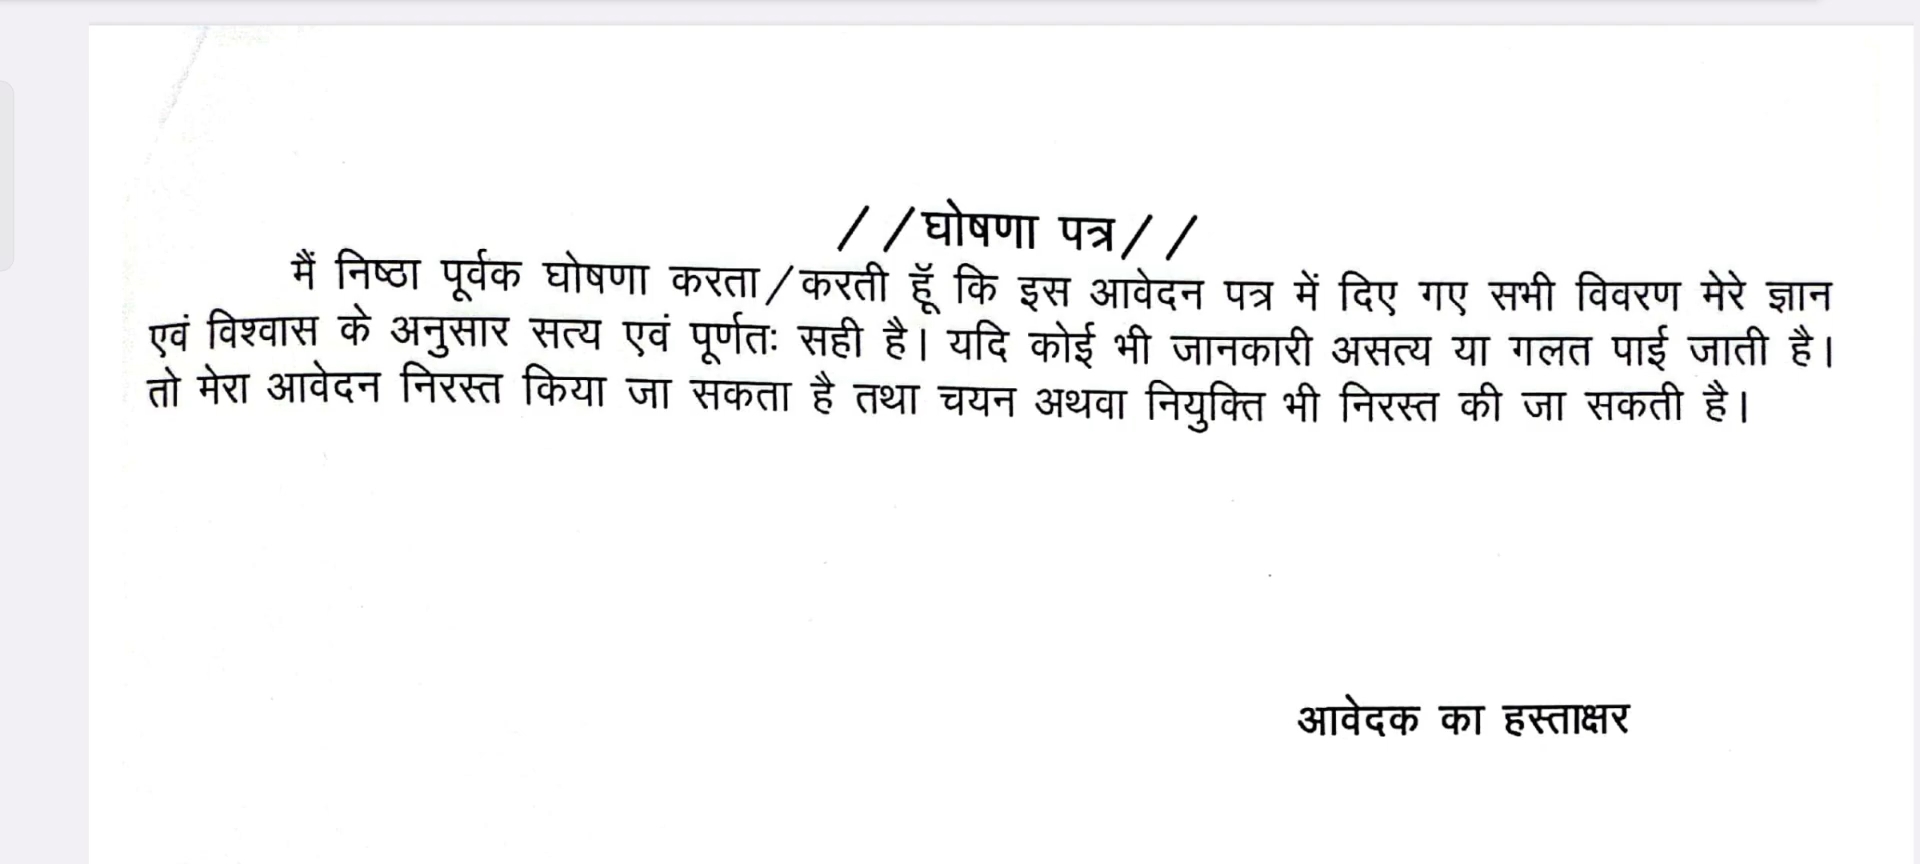 //घोषणा पत्र//
मैं निष्ठा पूर्वक घोषणा करता/करती हूॅं कि इस आवेदन पत्र में दिए गए सभी विवरण मेरे ज्ञान
एवं विश्वास के अनुसार सत्य एवं पूर्णतः सही है। यदि कोई भी जानकारी असत्य या गलत पाई जाती है।
तो मेरा आवेदन निरस्त किया जा सकता है तथा चयन अथवा नियुक्ति भी निरस्त की जा सकती है।
आवेदक का हस्ताक्षर